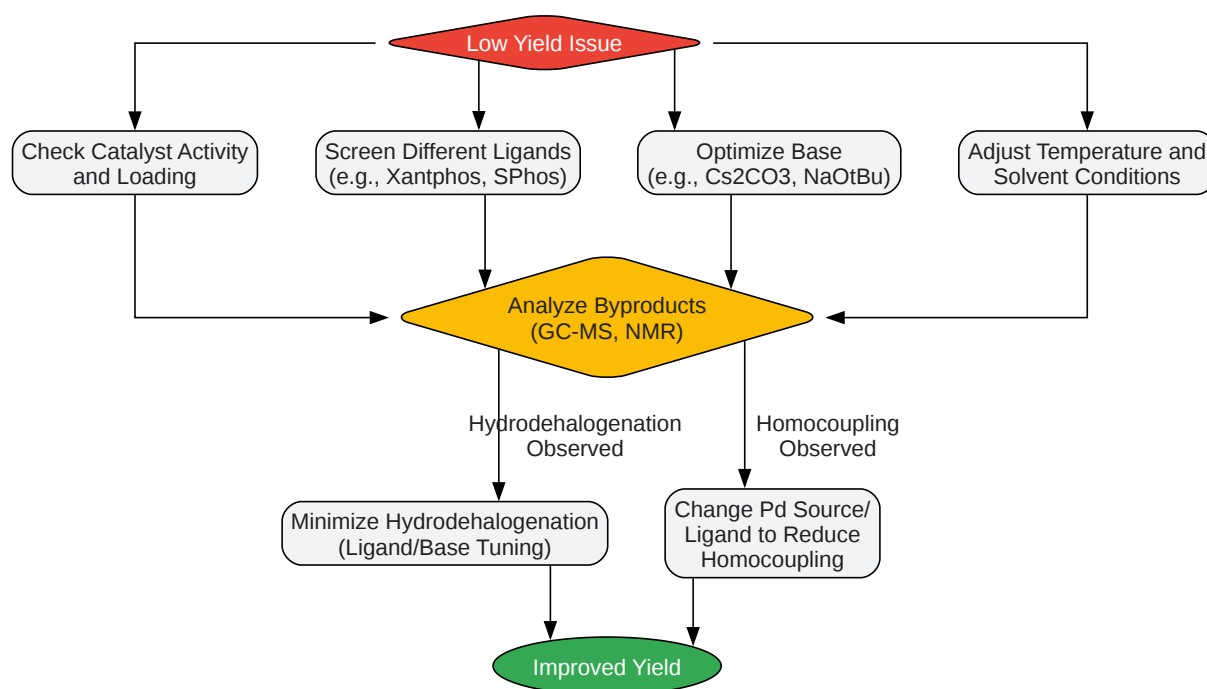 Low Yield Issue
Check Catalyst Activity
and Loading
Screen Different Ligands
(e.g., Xantphos, SPhos)
Optimize Base
(e.g., Cs2CO3, NaOtBu)
Adjust Temperature and
Solvent Conditions
Analyze Byproducts
(GC-MS, NMR)
Hydrodehalogenation
Observed
Homocoupling
Observed
Minimize Hydrodehalogenation
(Ligand/Base Tuning)
Change Pd Source/
Ligand to Reduce
Homocoupling
Improved Yield